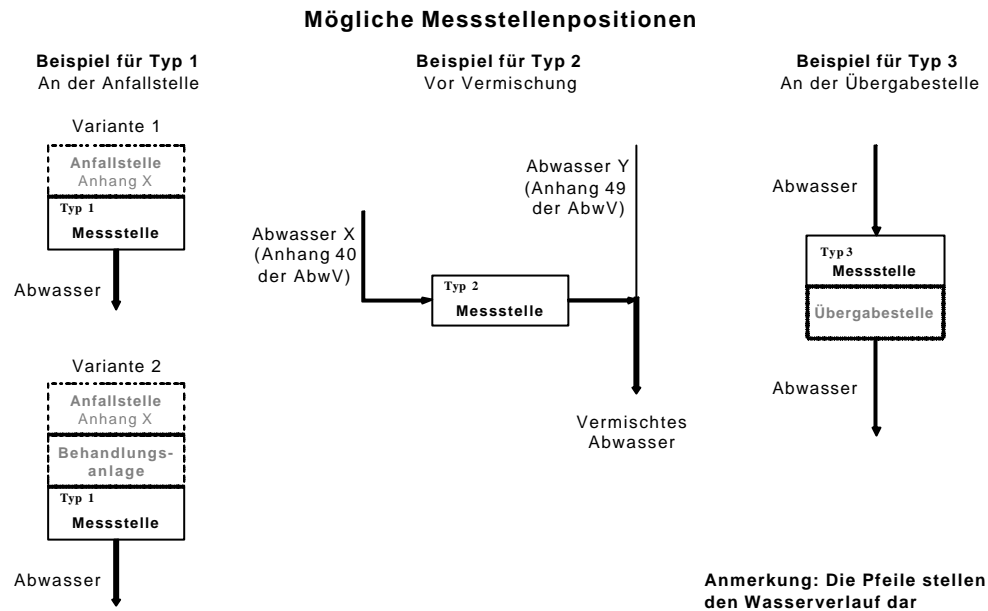 Mögliche Messstellenpositionen
Beispiel für Typ 1
An der Anfallstelle
Variante 1
Anfallstelle
Anhang X
Typ 1
Messstelle
Abwasser
Variante 2
Anfallstelle
Anhang X
Behandlungs-
anlage
Typ 1
Messstelle
Abwasser
Beispiel für Typ 2
Vor Vermischung
Abwasser Y
(Anhang 49
der AbwV)
Abwasser X
(Anhang 40
der AbwV)
Typ 2
Messstelle
Vermischtes
Abwasser
Beispiel für Typ 3
An der Übergabestelle
Abwasser
Typ 3
Messstelle
Übergabestelle
Abwasser
Anmerkung: Die Pfeile stellen
den Wasserverlauf dar